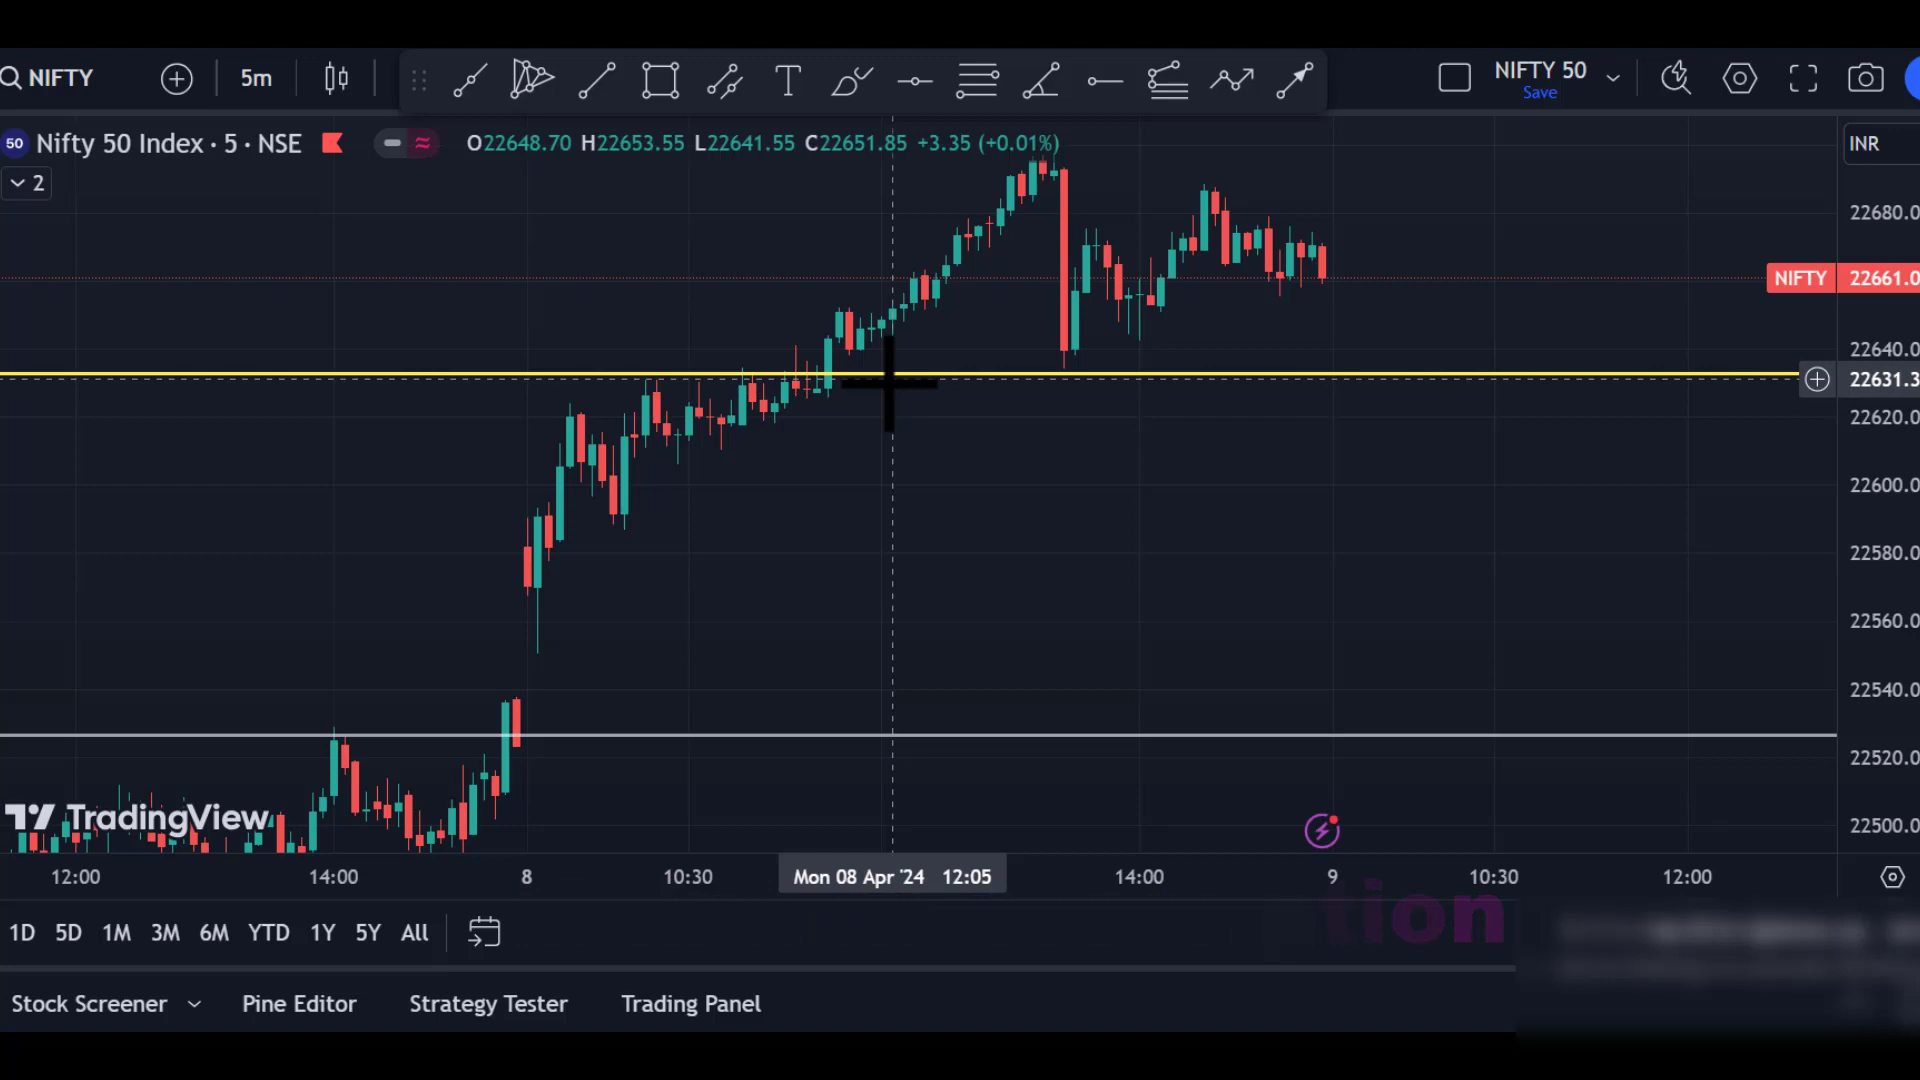 NIFTY
5m
NIFTY 50
Save
50 Nifty 50 Index · 5 · NSE
O22648.70 H22653.55 L22641.55 C22651.85 +3.35 (+0.01%)
INR
2
22680.0
NIFTY 22661.0
22640.0
22631.3
22620.0
22600.0
22580.0
22560.0
22540.0
22520.0
22500.0
TradingView
12:00 14:00 8 10:30 Mon 08 Apr '24 12:05 14:00 9 10:30 12:00
tion
1D 5D 1M 3M 6M YTD 1Y 5Y All
Stock Screener Pine Editor Strategy Tester Trading Panel